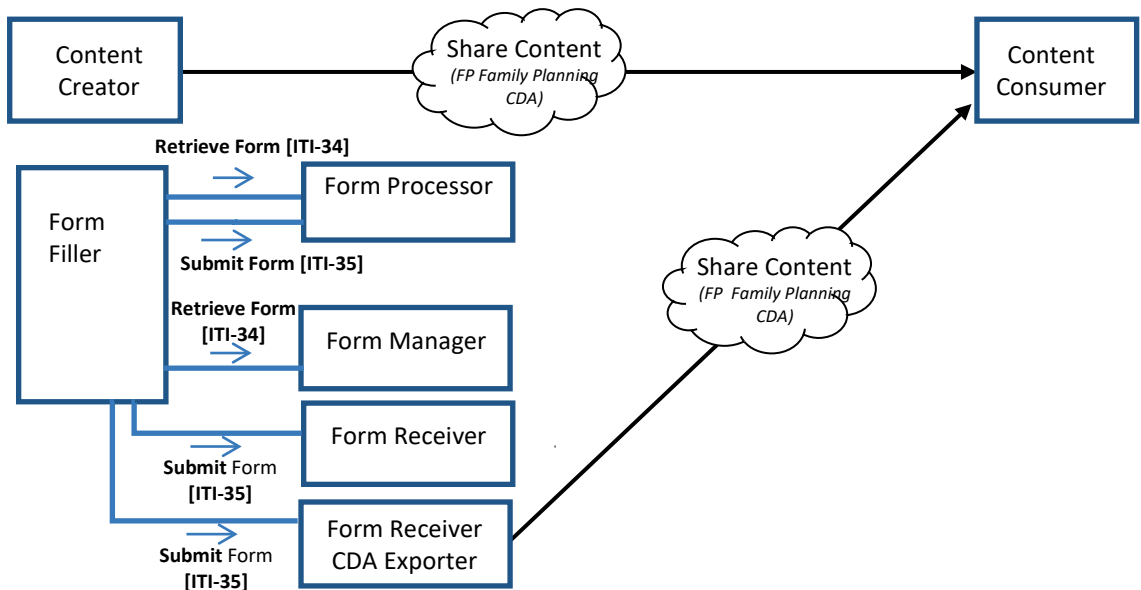 Content
Creator
Share Content
(FP Family Planning
CDA)
Content
Consumer
Retrieve Form [ITI-34]
Form Processor
Form
Filler
Submit Form [ITI-35]
Share Content
(FP Family Planning
CDA)
Retrieve Form
[ITI-34]
Form Manager
Form Receiver
Submit Form
[ITI-35]
Form Receiver
CDA Exporter
Submit Form
[ITI-35]